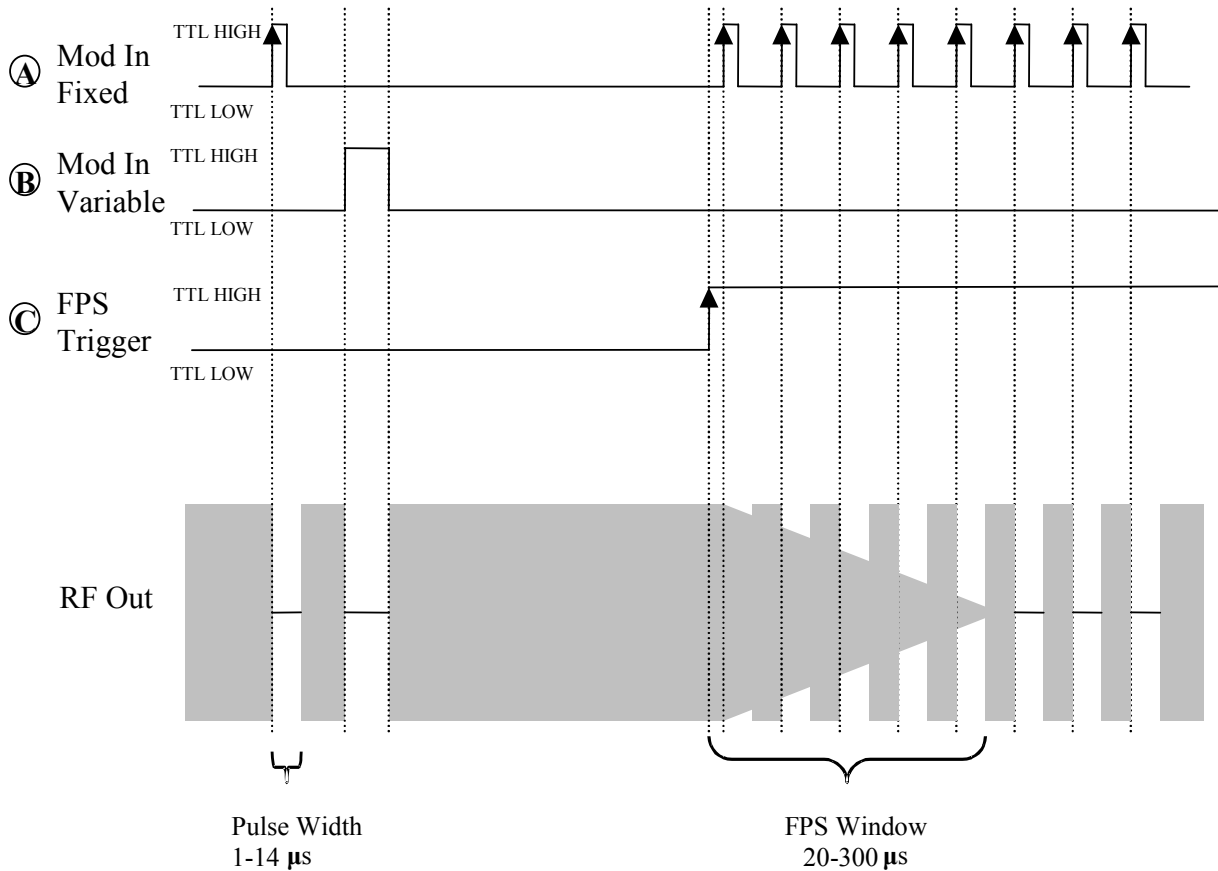 TTL HIGH
A Mod In
Fixed
TTL LOW
TTL HIGH
B Mod In
Variable
TTL LOW
TTL HIGH
C FPS
Trigger
TTL LOW
RF Out
Pulse Width
1-14 μs
FPS Window
20-300 μs